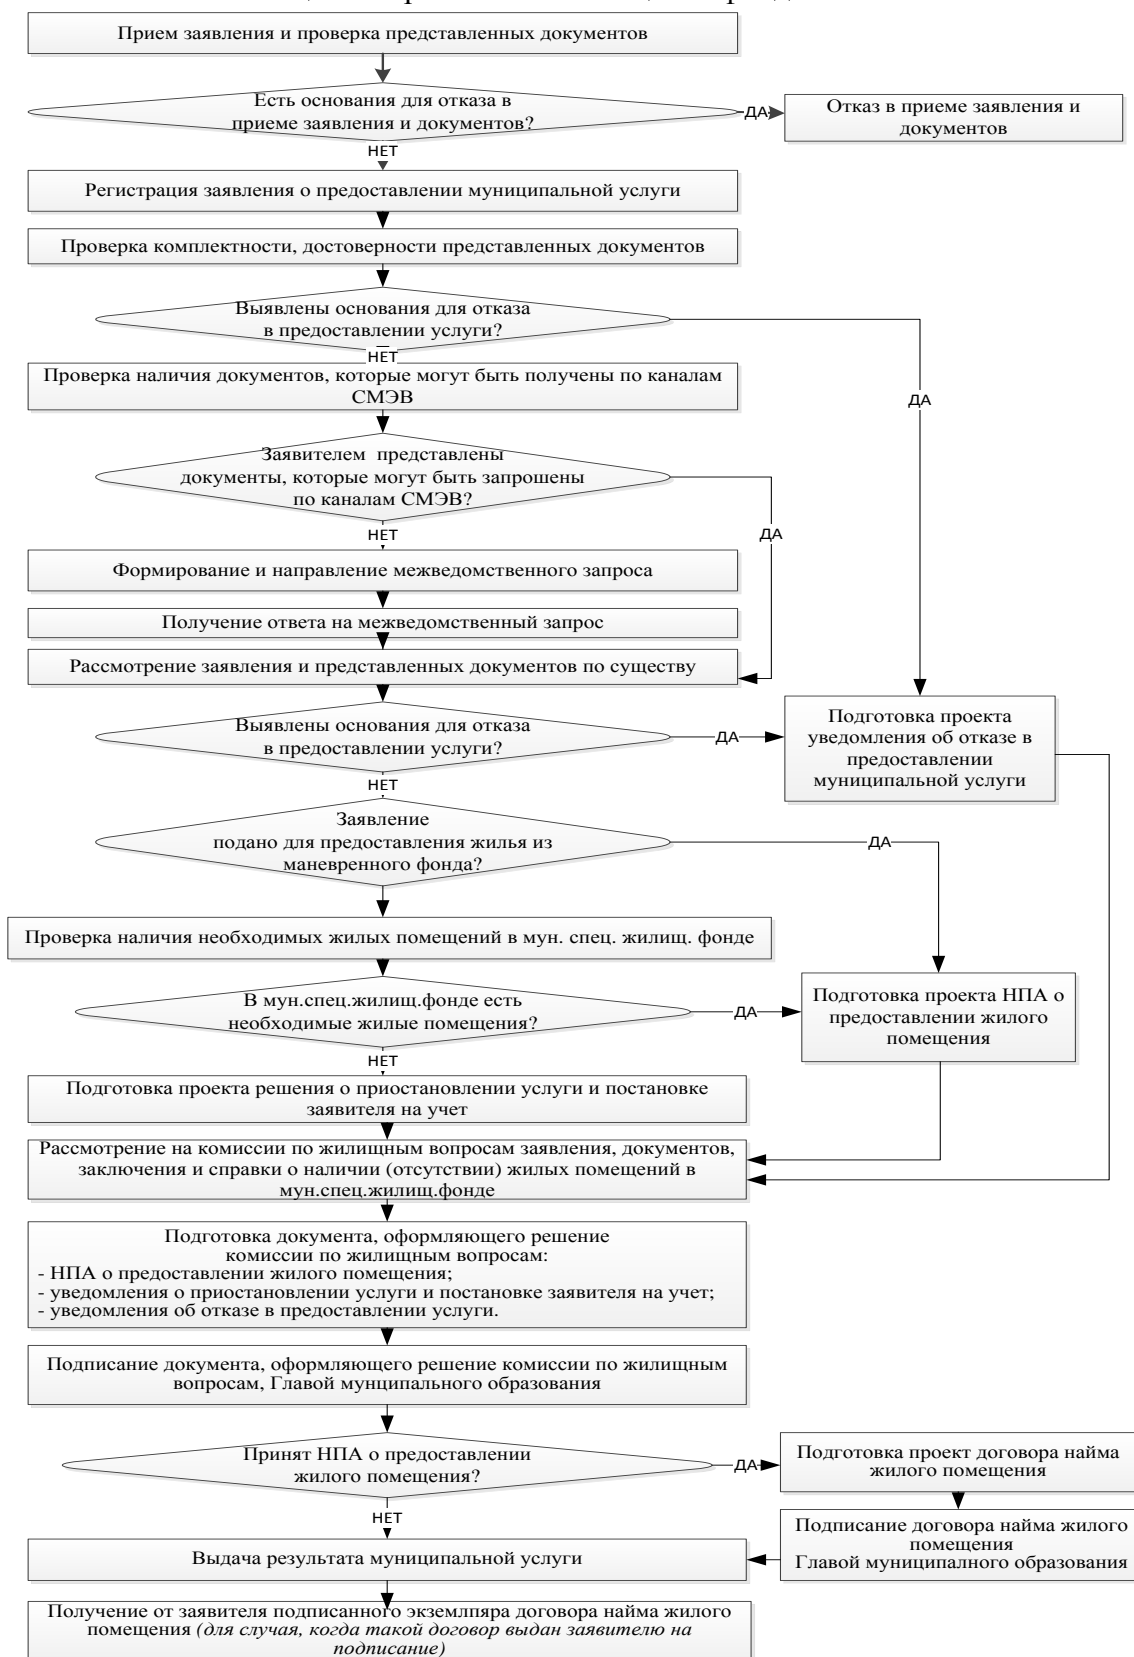 Прием заявления и проверка представленных документов
Есть основания для отказа в
приеме заявления и документов?
ДА
Отказ в приеме заявления и
документов
НЕТ
Регистрация заявления о предоставлении муниципальной услуги
Проверка комплектности, достоверности представленных документов
Выявлены основания для отказа
в предоставлении услуги?
НЕТ
ДА
Проверка наличия документов, которые могут быть получены по каналам
СМЭВ
Заявителем представлены
документы, которые могут быть запрошены
по каналам СМЭВ?
НЕТ
ДА
Формирование и направление межведомственного запроса
Получение ответа на межведомственный запрос
Рассмотрение заявления и представленных документов по существу
Выявлены основания для отказа
в предоставлении услуги?
ДА
Подготовка проекта
уведомления об отказе в
предоставлении
муниципальной услуги
НЕТ
Заявление
подано для предоставления жилья из
маневренного фонда?
ДА
Проверка наличия необходимых жилых помещений в мун. спец. жилищ. фонде
В мун.спец.жилищ.фонде есть
необходимые жилые помещения?
ДА
Подготовка проекта НПА о
предоставлении жилого
помещения
НЕТ
Подготовка проекта решения о приостановлении услуги и постановке
заявителя на учет
Рассмотрение на комиссии по жилищным вопросам заявления, документов,
заключения и справки о наличии (отсутствии) жилых помещений в
мун.спец.жилищ.фонде
Подготовка документа, оформляющего решение
комиссии по жилищным вопросам:
- НПА о предоставлении жилого помещения;
- уведомления о приостановлении услуги и постановке заявителя на учет;
- уведомления об отказе в предоставлении услуги.
Подписание документа, оформляющего решение комиссии по жилищным
вопросам, Главой мунципального образования
Принят НПА о предоставлении
жилого помещения?
ДА
Подготовка проект договора найма
жилого помещения
НЕТ
Подписание договора найма жилого
помещения
Главой муниципалного образования
Выдача результата муниципальной услуги
Получение от заявителя подписанного экземлпяра договора найма жилого
помещения (для случая, когда такой договор выдан заявителю на
подписание)